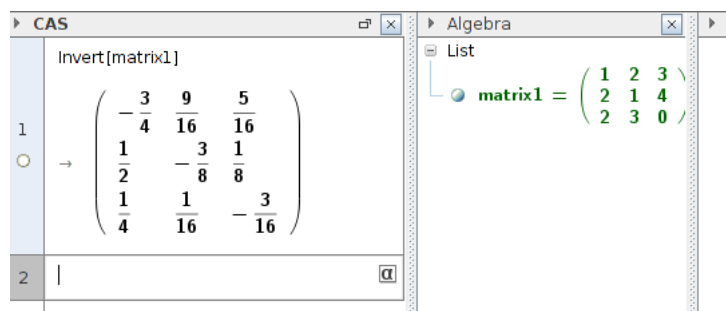 CAS
Invert[matrix1]
1
→ ( -3/4 9/16 5/16
1/2 -3/8 1/8
1/4 1/16 -3/16 )
2
α
Algebra
List
matrix1 = ( 1 2 3
2 1 4
2 3 0 )